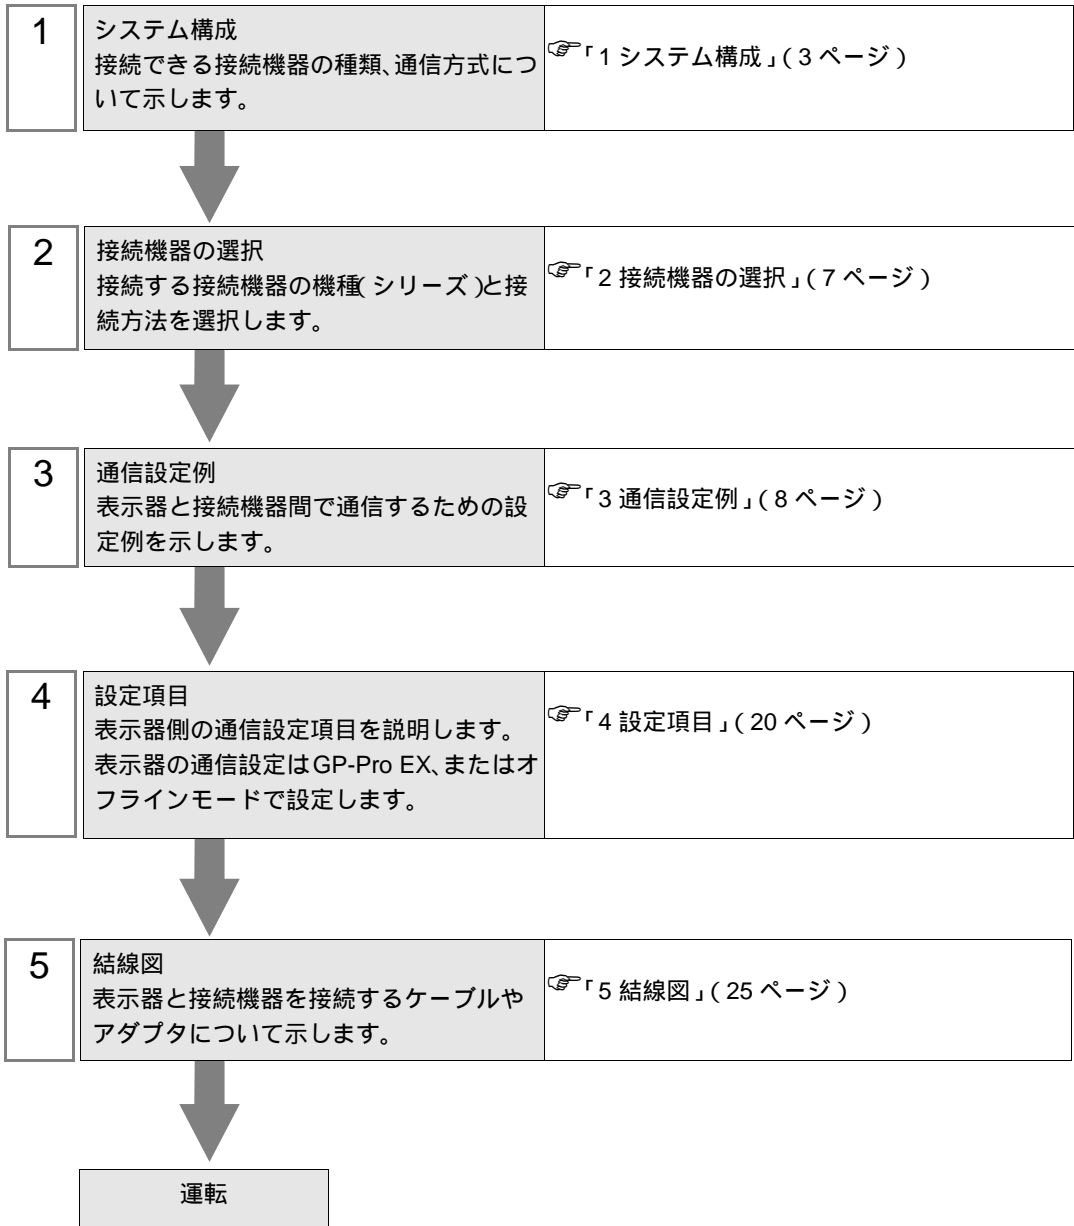 1
システム構成
接続できる接続機器の種類、通信方式につ
いて示します。
☞「1 システム構成」( 3 ページ )
2
接続機器の選択
接続する接続機器の機種( シリーズ )と接
続方法を選択します。
☞「2 接続機器の選択」( 7 ページ )
3
通信設定例
表示器と接続機器間で通信するための設
定例を示します。
☞「3 通信設定例」( 8 ページ )
4
設定項目
表示器側の通信設定項目を説明します。
表示器の通信設定はGP-Pro EX、またはオ
フラインモードで設定します。
☞「4 設定項目」( 20 ページ )
5
結線図
表示器と接続機器を接続するケーブルや
アダプタについて示します。
☞「5 結線図」( 25 ページ )
運転